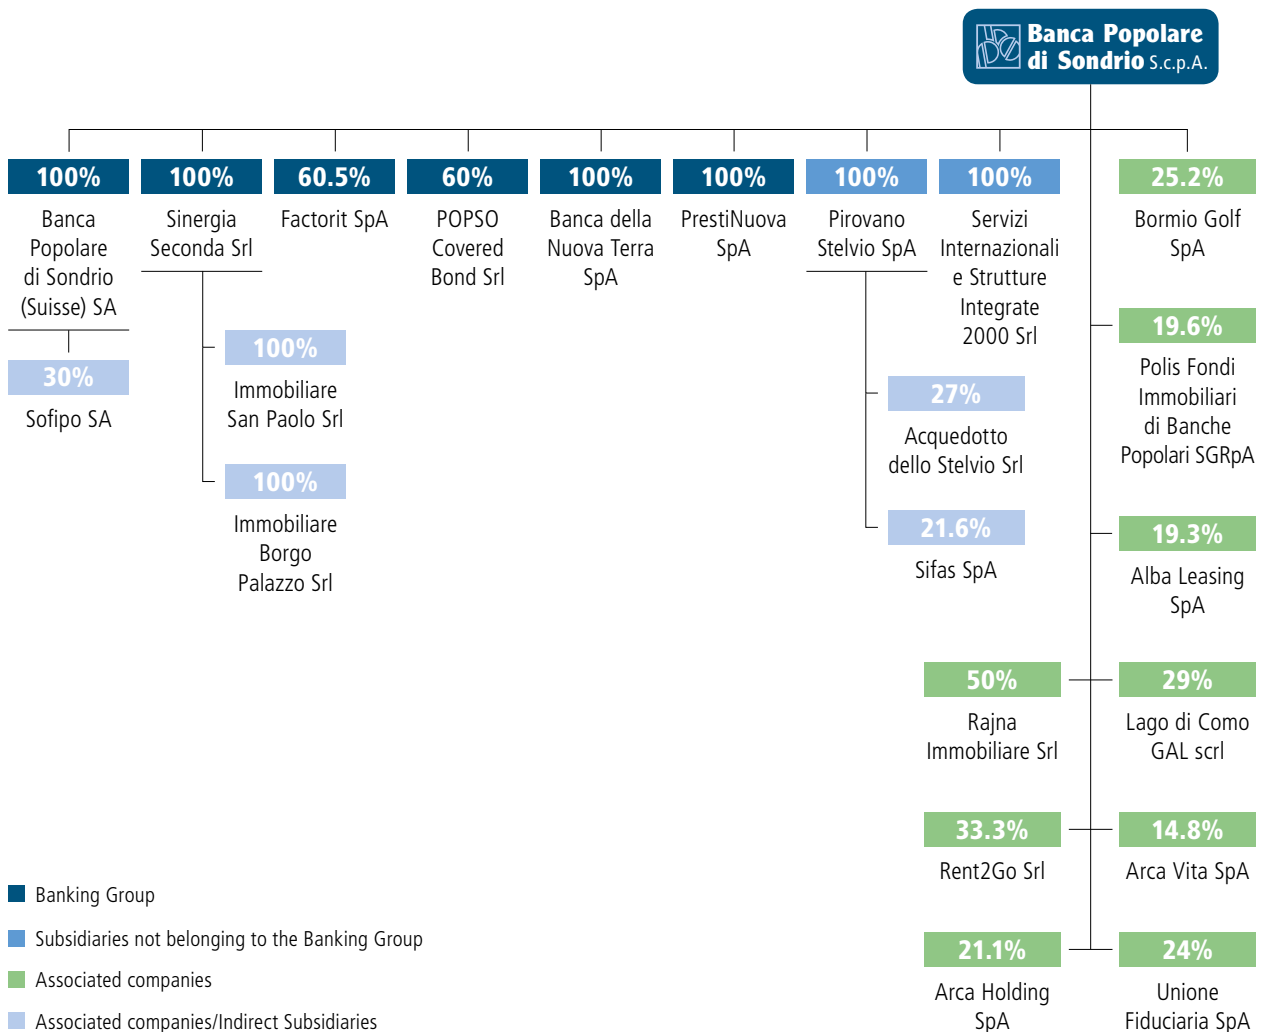 Banca Popolare
di Sondrio S.c.p.A.
100%
Banca
Popolare
di Sondrio
(Suisse) SA
30%
Sofipo SA
100%
Sinergia
Seconda Srl
100%
Immobiliare
San Paolo Srl
100%
Immobiliare
Borgo
Palazzo Srl
60.5%
Factorit SpA
60%
POPSO
Covered
Bond Srl
100%
Banca della
Nuova Terra
SpA
100%
PrestiNuova
SpA
100%
Pirovano
Stelvio SpA
27%
Acquedotto
dello Stelvio Srl
21.6%
Sifas SpA
100%
Servizi
Internazionali
e Strutture
Integrate
2000 Srl
25.2%
Bormio Golf
SpA
19.6%
Polis Fondi
Immobiliari
di Banche
Popolari SGRpA
19.3%
Alba Leasing
SpA
50%
Rajna
Immobiliare Srl
29%
Lago di Como
GAL scrl
33.3%
Rent2Go Srl
14.8%
Arca Vita SpA
21.1%
Arca Holding
SpA
24%
Unione
Fiduciaria SpA
Banking Group
Subsidiaries not belonging to the Banking Group
Associated companies
Associated companies/Indirect Subsidiaries